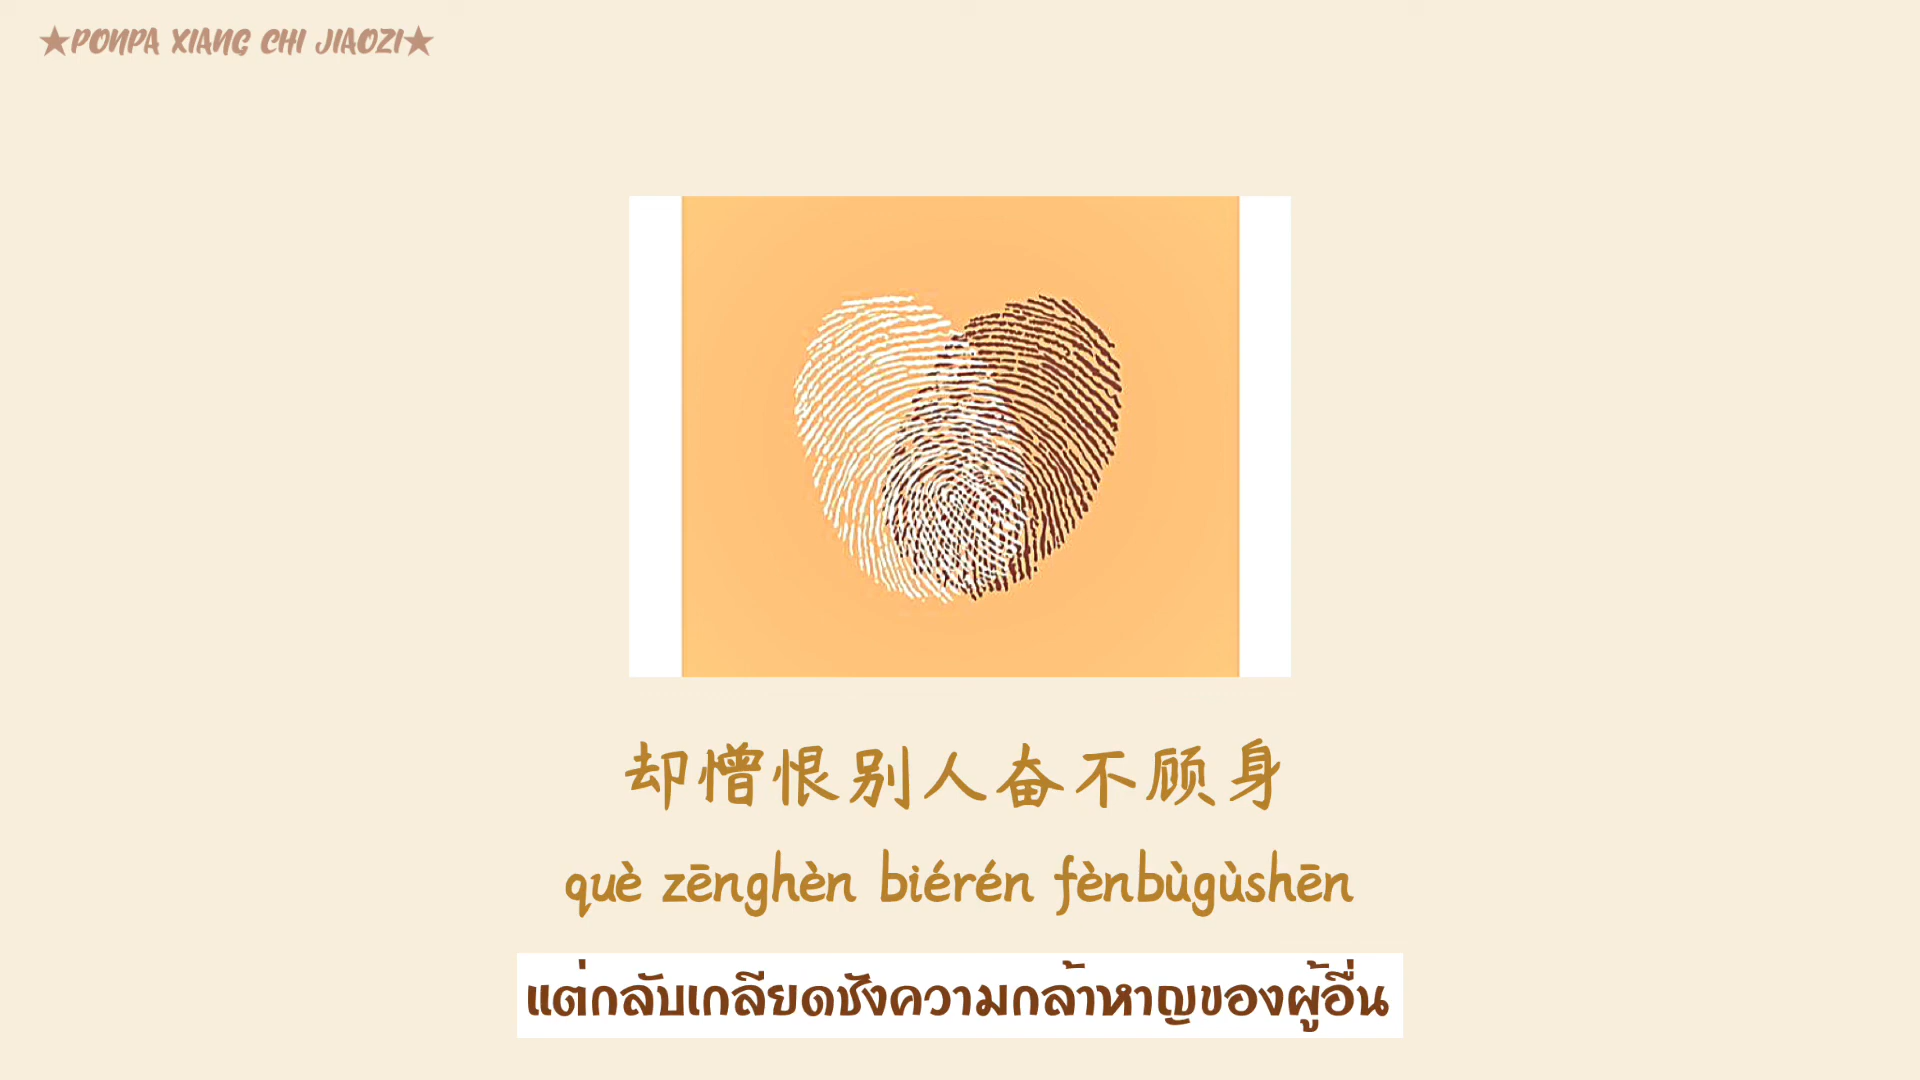 ★PONPA XIANG CHI JIAOZI★
却憎恨别人奋不顾身
què zēnghèn biérén fènbùgùshēn
แต่กลับเกลียดชังความกล้าหาญของผู้อื่น